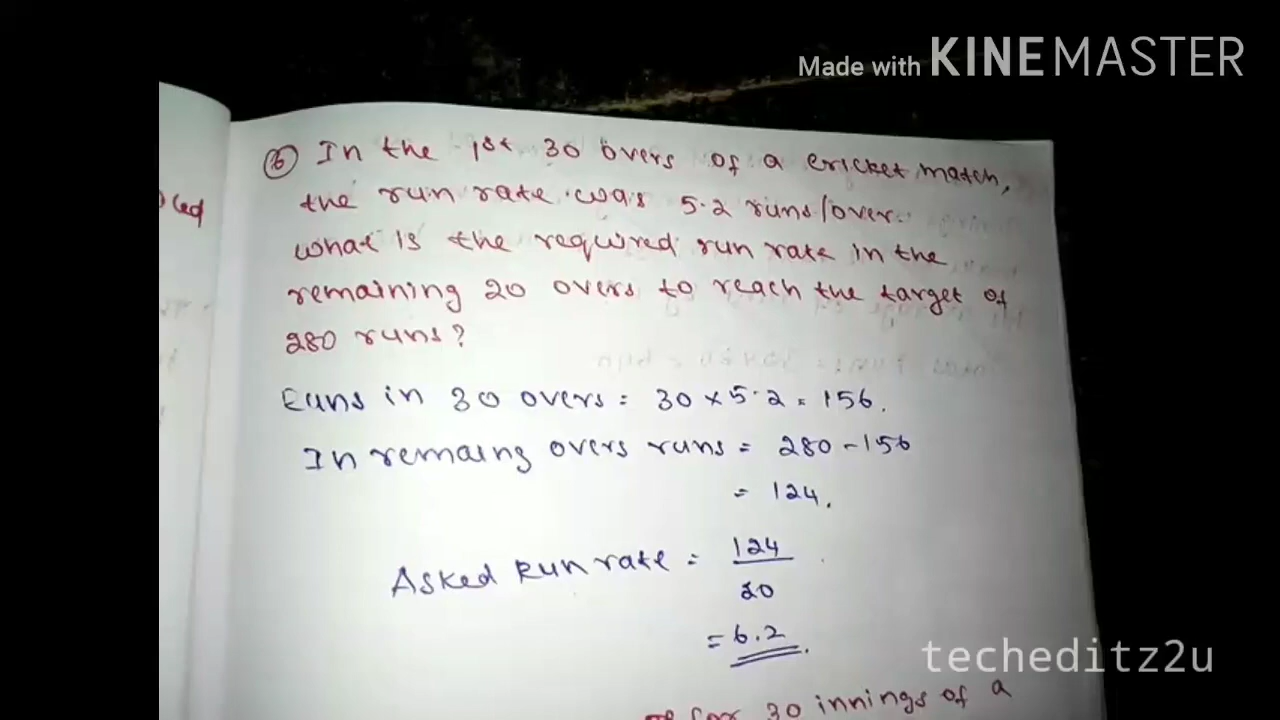 Made with KINEMASTER
6 In the 1st 30 overs of a cricket match,
the run rate was 5.2 runs/over.
what is the required run rate in the
remaining 20 overs to reach the target of
280 runs?
Runs in 30 overs = 30 × 5.2 = 156.
In remaing overs runs = 280 - 156
= 124.
Asked Run rate = 124
20
= 6.2
techeditz2u
for 30 innings of a